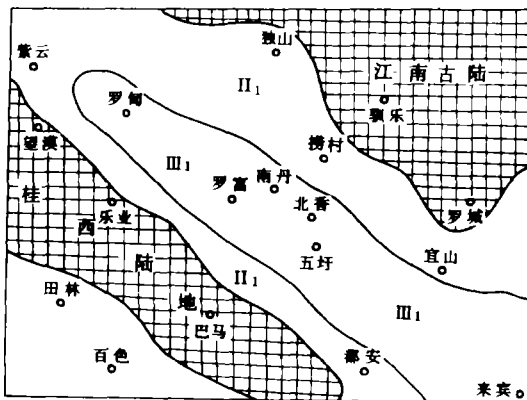 独山
紫云
江南古陆
II₁
罗甸
驯乐
望漠
捞村
III₁
南丹
罗富
桂西陆地
乐业
北香
罗城
五圩
宜山
II₁
田林
III₁
巴马
百色
都安
来宾